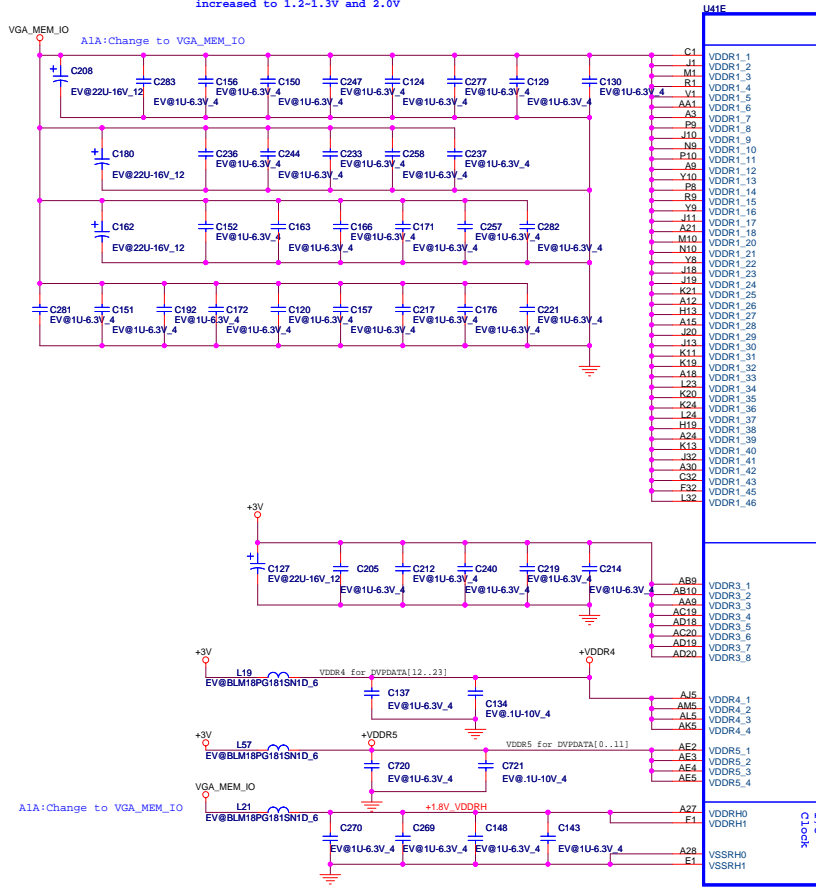 increased to 1.2~1.3V and 2.0V
U41E
VGA_MEM_IO
A1A:Change to VGA_MEM_IO
C208
EV@22U-16V_12
C283
EV@1U-6.3V_4
C156
EV@1U-6.3V_4
C150
EV@1U-6.3V_4
C247
EV@1U-6.3V_4
C124
EV@1U-6.3V_4
C277
EV@1U-6.3V_4
C129
EV@1U-6.3V_4
C130
EV@1U-6.3V_4
C180
EV@22U-16V_12
C236
EV@1U-6.3V_4
C244
EV@1U-6.3V_4
C233
EV@1U-6.3V_4
C258
EV@1U-6.3V_4
C237
EV@1U-6.3V_4
C162
EV@22U-16V_12
C152
EV@1U-6.3V_4
C163
EV@1U-6.3V_4
C166
EV@1U-6.3V_4
C171
EV@1U-6.3V_4
C257
EV@1U-6.3V_4
C282
EV@1U-6.3V_4
C281
EV@1U-6.3V_4
C151
EV@1U-6.3V_4
C192
EV@1U-6.3V_4
C172
EV@1U-6.3V_4
C120
EV@1U-6.3V_4
C157
EV@1U-6.3V_4
C217
EV@1U-6.3V_4
C176
EV@1U-6.3V_4
C221
EV@1U-6.3V_4
C1 VDDR1_1
J1 VDDR1_2
M1 VDDR1_3
R1 VDDR1_4
V1 VDDR1_5
AA1 VDDR1_6
A3 VDDR1_7
P9 VDDR1_8
J10 VDDR1_9
N9 VDDR1_10
P10 VDDR1_11
A9 VDDR1_12
Y10 VDDR1_13
P8 VDDR1_14
R9 VDDR1_15
Y9 VDDR1_16
J11 VDDR1_17
A21 VDDR1_18
M10 VDDR1_20
N10 VDDR1_21
Y8 VDDR1_22
J18 VDDR1_23
J19 VDDR1_24
K21 VDDR1_25
A12 VDDR1_26
H13 VDDR1_27
A15 VDDR1_28
J20 VDDR1_29
J13 VDDR1_30
K11 VDDR1_31
K19 VDDR1_32
A18 VDDR1_33
L23 VDDR1_34
K20 VDDR1_35
K24 VDDR1_36
L24 VDDR1_37
H19 VDDR1_38
A24 VDDR1_39
K13 VDDR1_40
J32 VDDR1_41
A30 VDDR1_42
C32 VDDR1_43
F32 VDDR1_45
L32 VDDR1_46
+3V
C127
EV@22U-16V_12
C205
EV@1U-6.3V_4
C212
EV@1U-6.3V_4
C240
EV@1U-6.3V_4
C219
EV@1U-6.3V_4
C214
EV@1U-6.3V_4
AB9 VDDR3_1
AB10 VDDR3_2
AA9 VDDR3_3
AC19 VDDR3_4
AD18 VDDR3_5
AC20 VDDR3_6
AD19 VDDR3_7
AD20 VDDR3_8
+3V
L19
EV@BLM18PG181SN1D_6
VDDR4 for DVPDATA[12..23]
+VDDR4
C137
EV@1U-6.3V_4
C134
EV@.1U-10V_4
AJ5 VDDR4_1
AM5 VDDR4_2
AL5 VDDR4_3
AK5 VDDR4_4
+3V
L57
EV@BLM18PG181SN1D_6
+VDDR5
VDDR5 for DVPDATA[0..11]
C720
EV@1U-6.3V_4
C721
EV@.1U-10V_4
AE2 VDDR5_1
AE3 VDDR5_2
AE4 VDDR5_3
AE5 VDDR5_4
VGA_MEM_IO
A1A:Change to VGA_MEM_IO
L21
EV@BLM18PG181SN1D_6
+1.8V_VDDRH
C270
EV@1U-6.3V_4
C269
EV@1U-6.3V_4
C148
EV@1U-6.3V_4
C143
EV@1U-6.3V_4
A27 VDDRH0
F1 VDDRH1
A28 VSSRH0
E1 VSSRH1
Clock